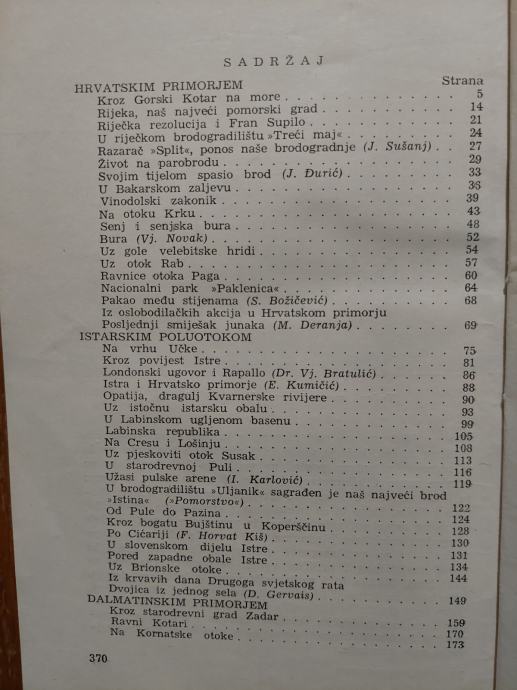 SADRŽAJ
HRVATSKIM PRIMORJEM Strana
Kroz Gorski Kotar na more 5
Rijeka, naš najveći pomorski grad 14
Riječka rezolucija i Fran Supilo 21
U riječkom brodogradilištu »Treći maj« 24
Razarač »Split«, ponos naše brodogradnje (J. Sušanj) 27
Život na parobrodu 29
Svojim tijelom spasio brod (J. Đurić) 33
U Bakarskom zaljevu 36
Vinodolski zakonik 39
Na otoku Krku 43
Senj i senjska bura 48
Bura (Vj. Novak) 52
Uz gole velebitske hridi 54
Uz otok Rab 57
Ravnice otoka Paga 60
Nacionalni park »Paklenica« 64
Pakao među stijenama (S. Božičević) 68
Iz oslobodilačkih akcija u Hrvatskom primorju
Posljednji smiješak junaka (M. Deranja) 69
ISTARSKIM POLUOTOKOM
Na vrhu Učke 75
Kroz povijest Istre 81
Londonski ugovor i Rapallo (Dr. Vj. Bratulić) 86
Istra i Hrvatsko primorje (E. Kumičić) 88
Opatija, dragulj Kvarnerske rivijere 90
Uz istočnu istarsku obalu 93
U Labinskom ugljenom basenu 99
Labinska republika 105
Na Cresu i Lošinju 108
Uz pjeskoviti otok Susak 113
U starodrevnoj Puli 116
Užasi pulske arene (I. Karlović) 119
U brodogradilištu »Uljanik« sagrađen je naš najveći brod
»Istina« (»Pomorstvo«) 122
Od Pule do Pazina 124
Kroz bogatu Bujštinu u Koperščinu 128
Po Ćićariji (F. Horvat Kiš) 130
U slovenskom dijelu Istre 131
Pored zapadne obale Istre 134
Uz Brionske otoke 144
Iz krvavih dana Drugoga svjetskog rata
Dvojica iz jednog sela (D. Gervais) 149
DALMATINSKIM PRIMORJEM
Kroz starodrevni grad Zadar 159
Ravni Kotari 170
Na Kornatske otoke 173
370